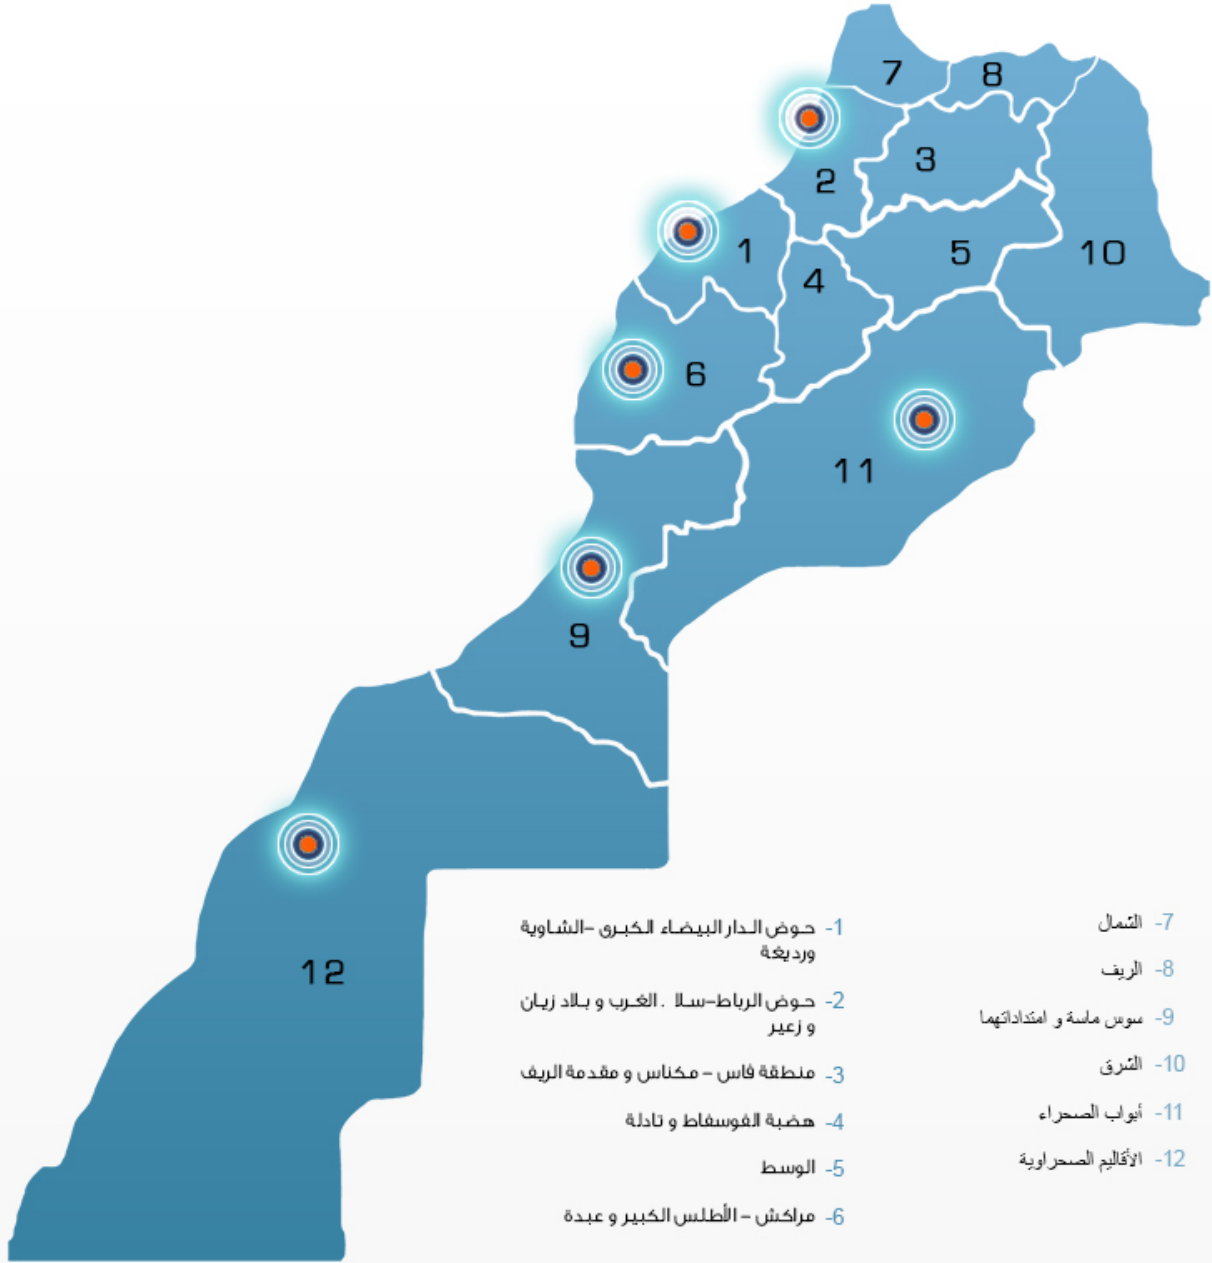 7
8
3
2
1
5
10
4
6
11
9
12
1- حوض الدار البيضاء الكبرى –الشاوية
ورديغة
2- حوض الرباط–سلا . الغرب و بلاد زيان
و زعير
3- منطقة فاس – مكناس و مقدمة الريف
4- هضبة الفوسفاط و تادلة
5- الوسط
6- مراكش – الأطلس الكبير و عبدة
7- الشمال
8- الريف
9- سوس ماسة و امتداداتهما
10- الشرق
11- أبواب الصحراء
12- الأقاليم الصحراوية